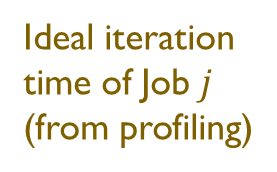 Ideal iteration
time of Job j
(from profiling)